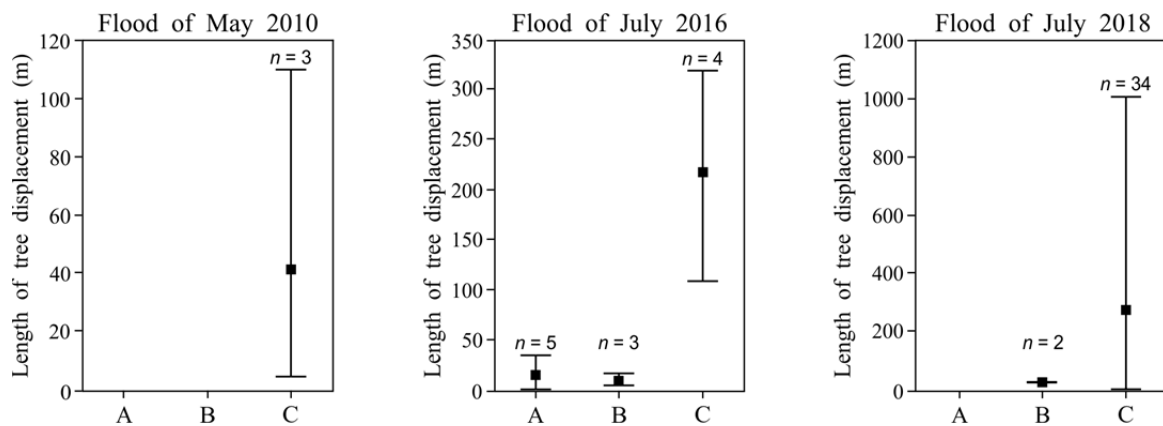 Flood of May 2010
Length of tree displacement (m)
120
100
80
60
40
20
0
n = 3
A B C
Flood of July 2016
Length of tree displacement (m)
350
300
250
200
150
100
50
0
n = 5
n = 3
n = 4
A B C
Flood of July 2018
Length of tree displacement (m)
1200
1000
800
600
400
200
0
n = 2
n = 34
A B C